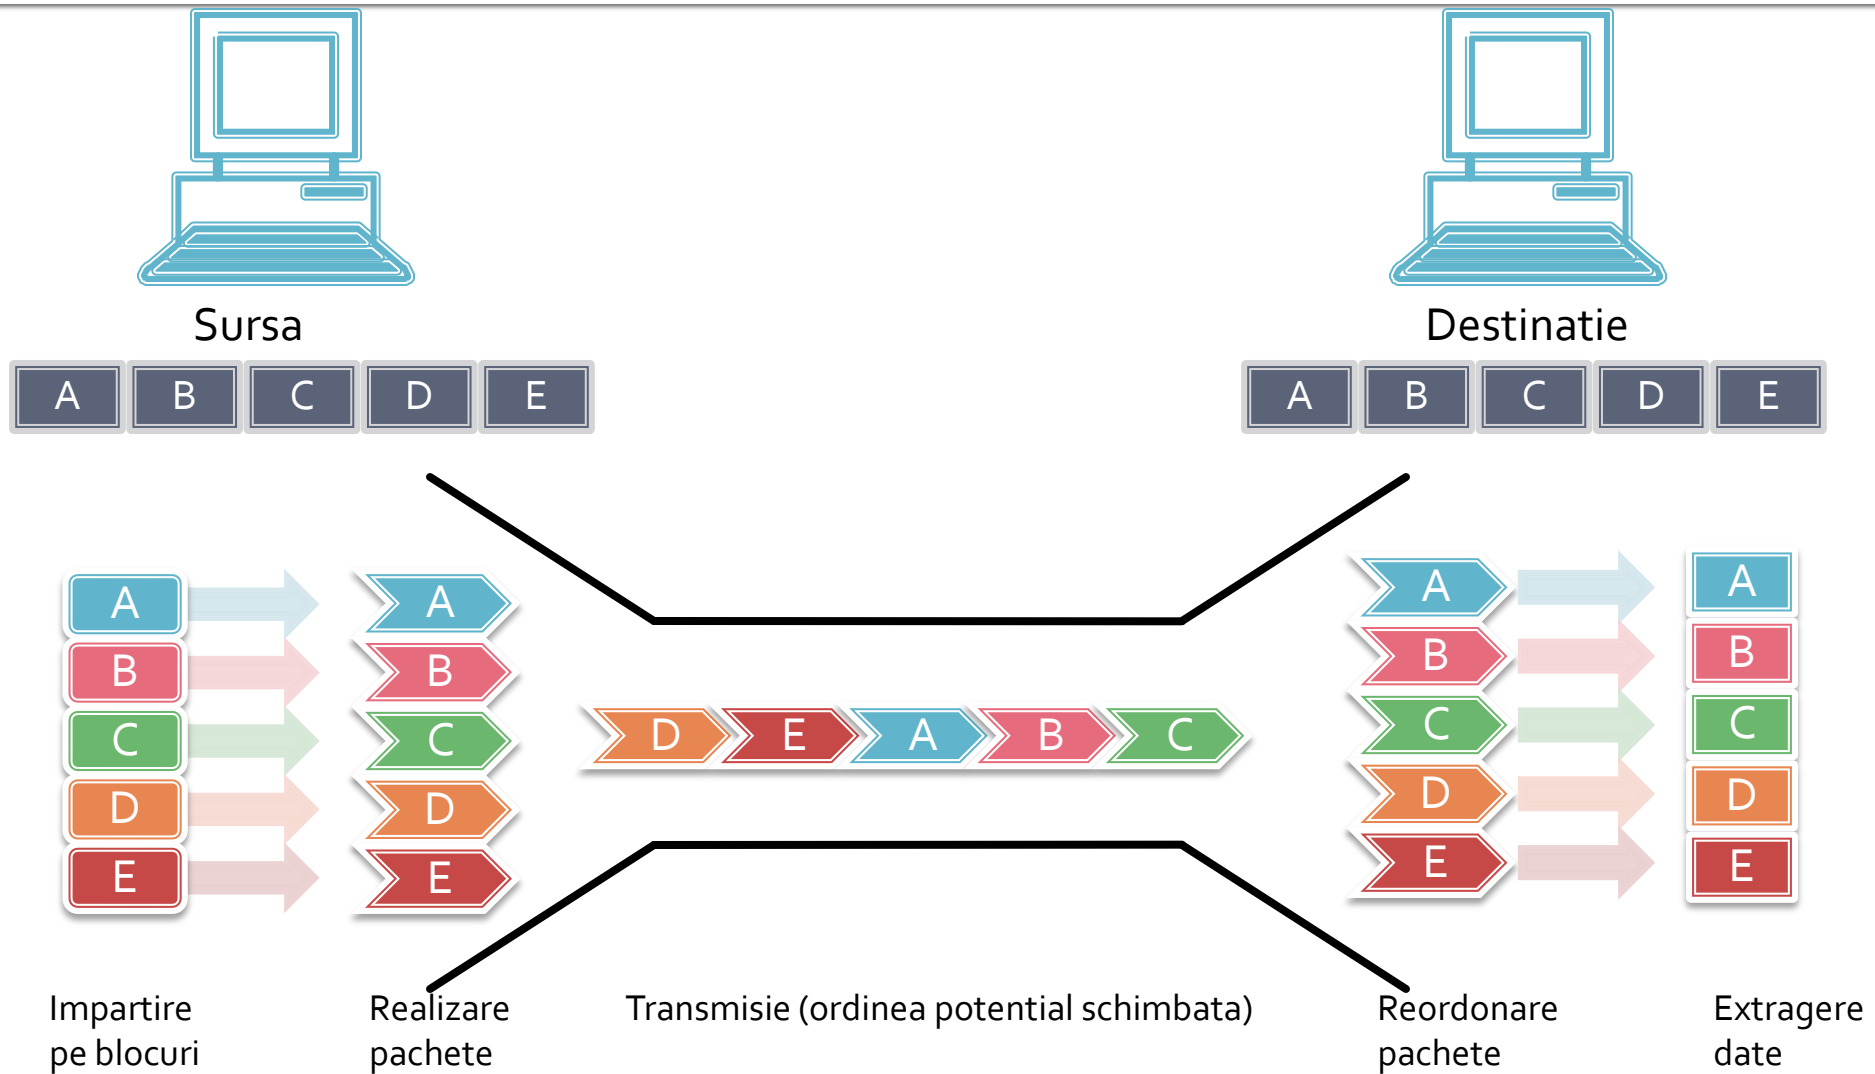 Sursa
Destinatie
A B C D E
A B C D E
A
B
C
D
E
A
B
C
D
E
D E A B C
A
B
C
D
E
A
B
C
D
E
Impartire
pe blocuri
Realizare
pachete
Transmisie (ordinea potential schimbata)
Reordonare
pachete
Extragere
date